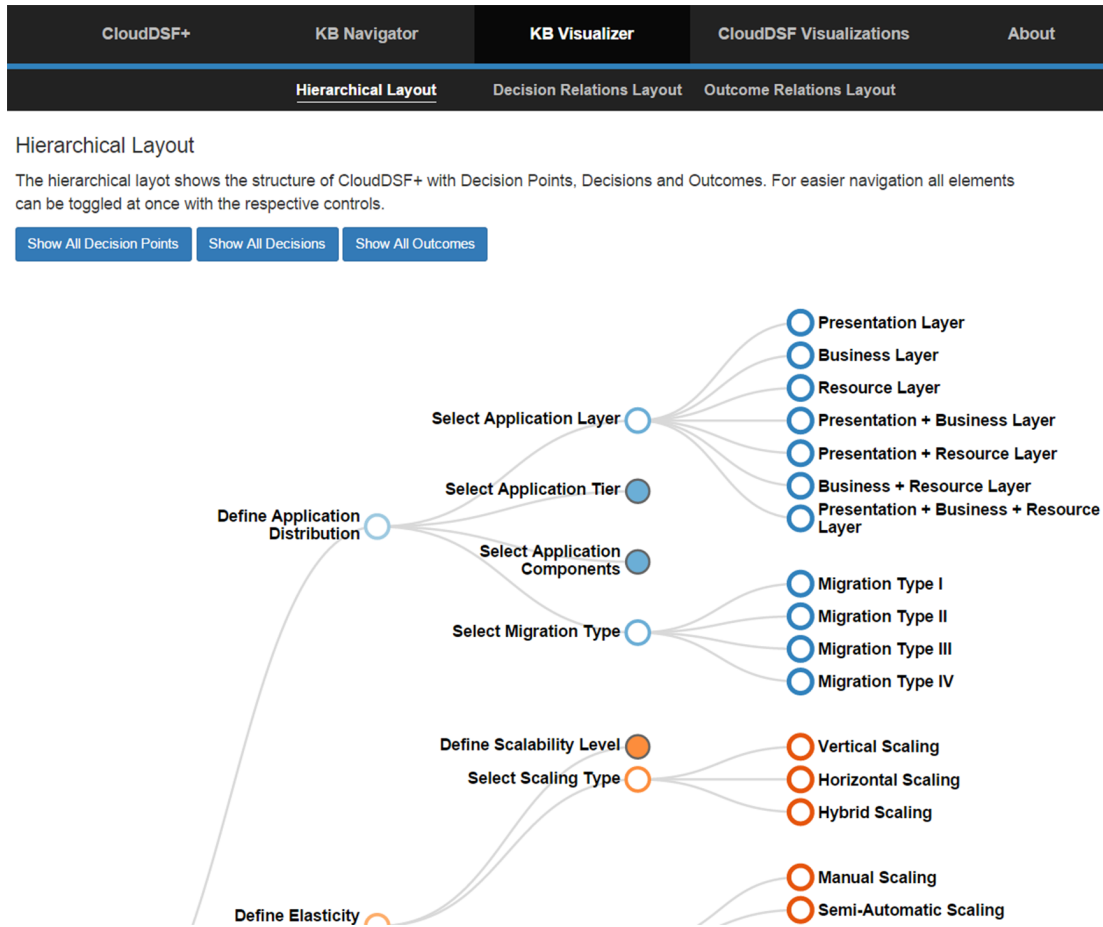 CloudDSF+ KB Navigator KB Visualizer CloudDSF Visualizations About
Hierarchical Layout Decision Relations Layout Outcome Relations Layout
Hierarchical Layout
The hierarchical layot shows the structure of CloudDSF+ with Decision Points, Decisions and Outcomes. For easier navigation all elements
can be toggled at once with the respective controls.
Show All Decision Points Show All Decisions Show All Outcomes
Presentation Layer
Business Layer
Resource Layer
Select Application Layer
Presentation + Business Layer
Presentation + Resource Layer
Select Application Tier
Business + Resource Layer
Presentation + Business + Resource
Layer
Define Application
Distribution
Select Application
Components
Migration Type I
Migration Type II
Select Migration Type
Migration Type III
Migration Type IV
Define Scalability Level
Vertical Scaling
Select Scaling Type
Horizontal Scaling
Hybrid Scaling
Manual Scaling
Semi-Automatic Scaling
Define Elasticity